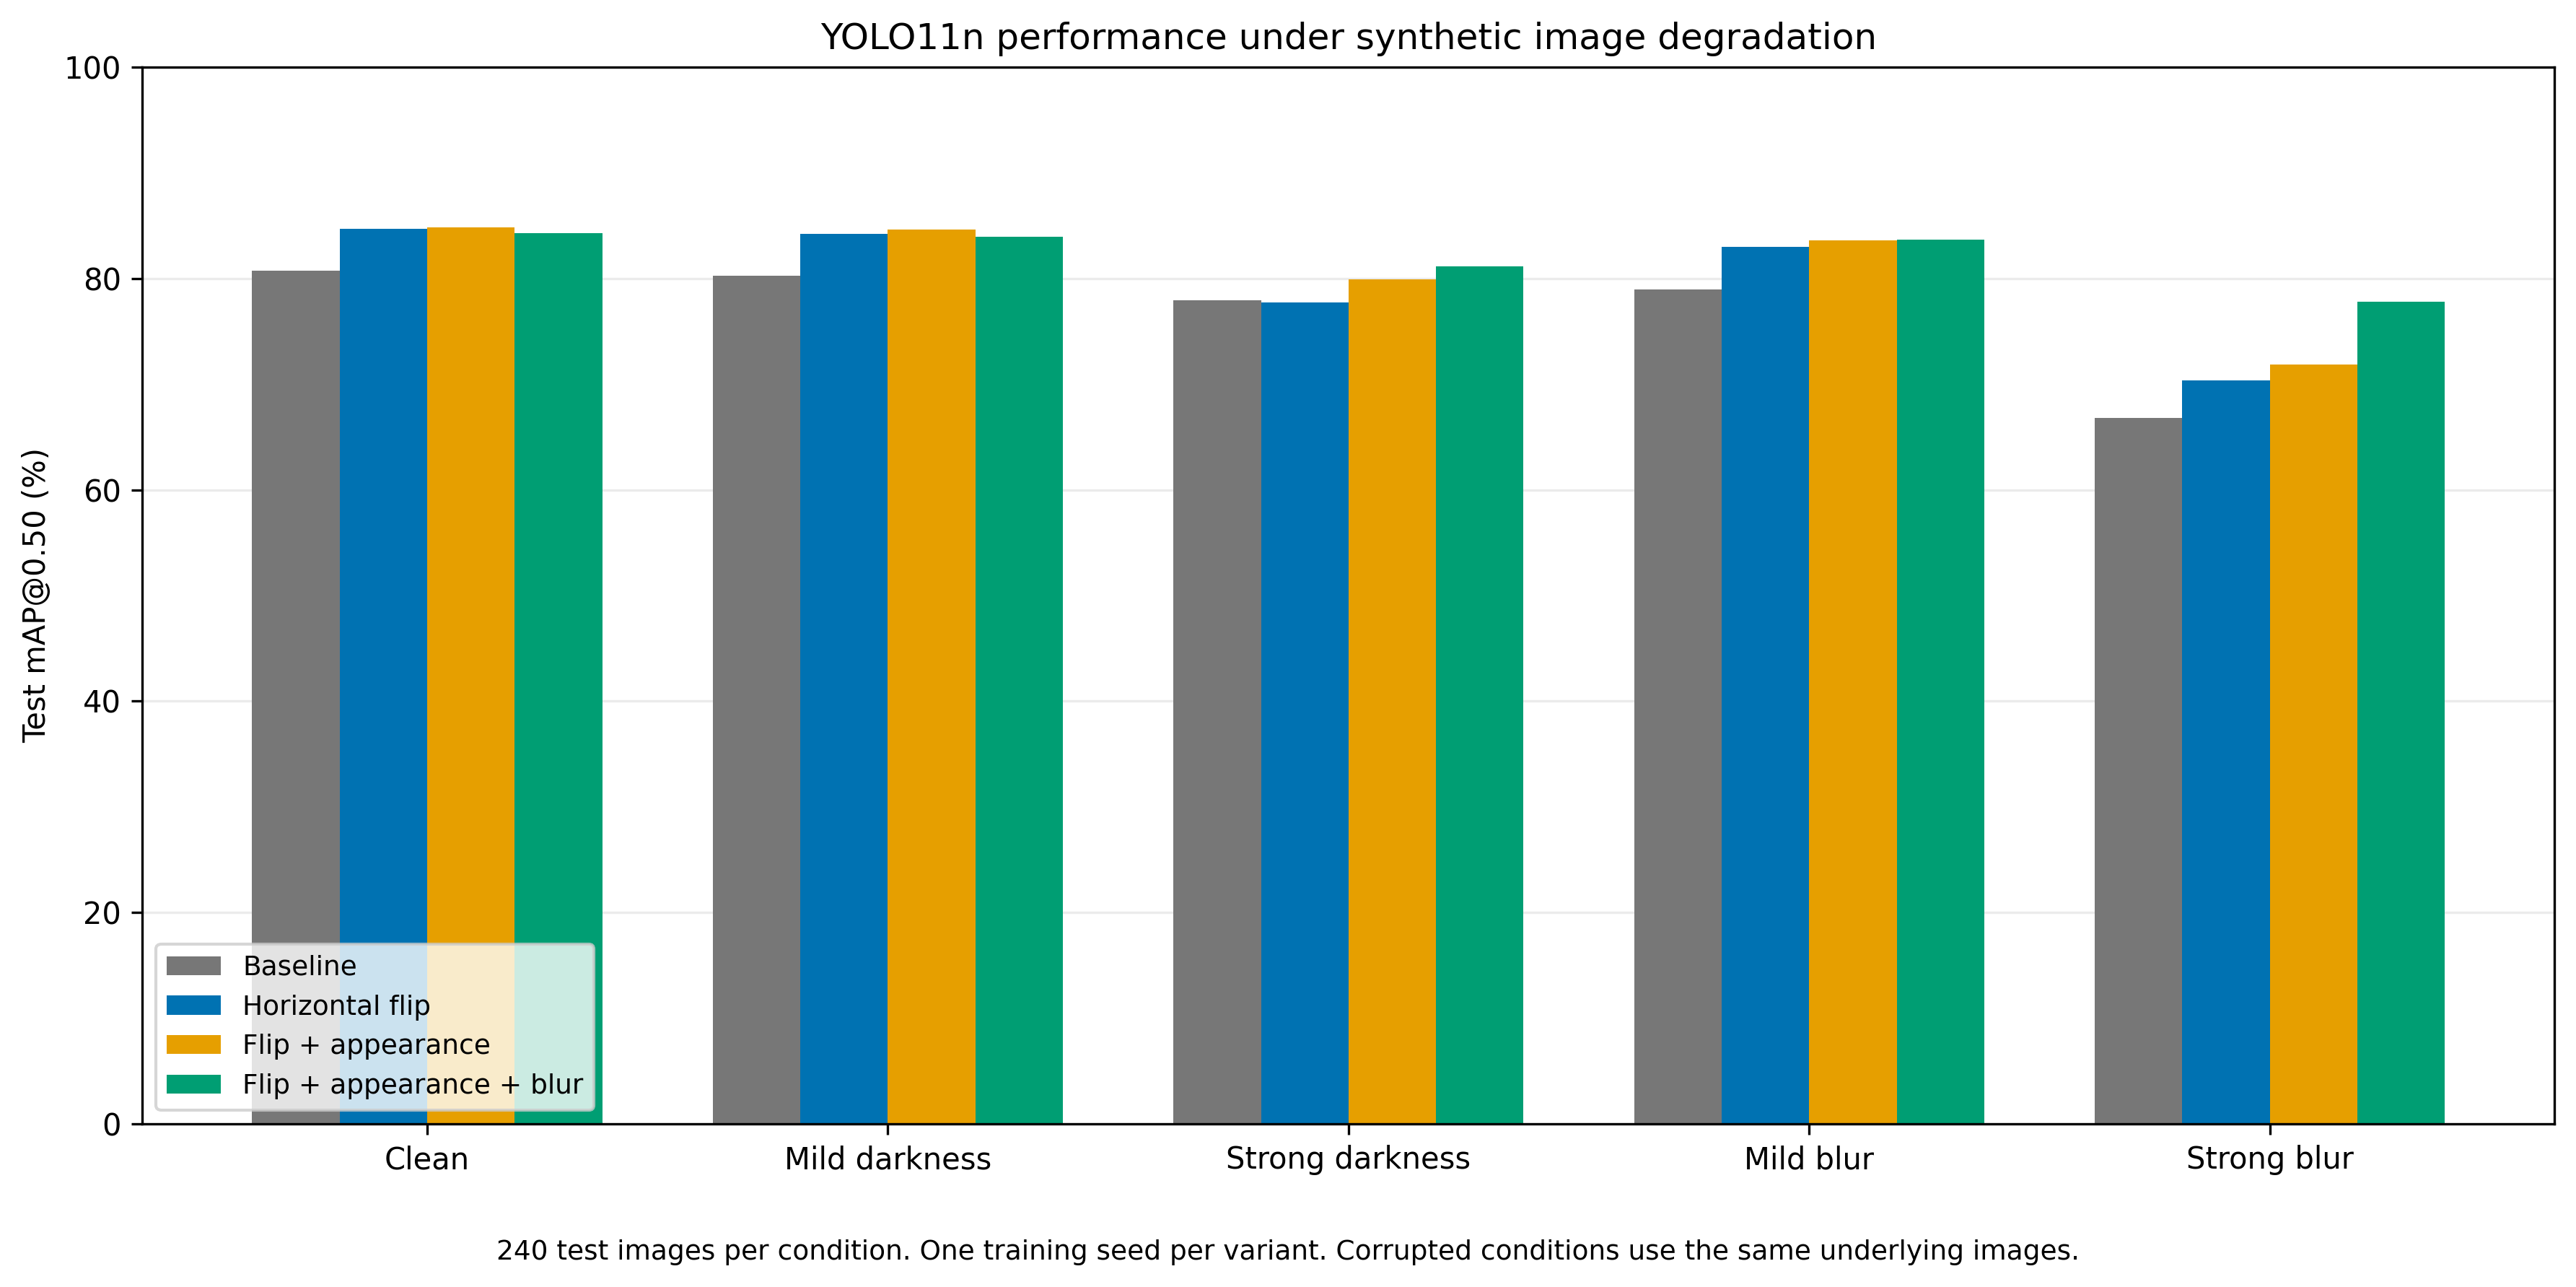 YOLO11n performance under synthetic image degradation
100
80
60
40
20
0
Test mAP@0.50 (%)
Baseline
Horizontal flip
Flip + appearance
Flip + appearance + blur
Clean
Mild darkness
Strong darkness
Mild blur
Strong blur
240 test images per condition. One training seed per variant. Corrupted conditions use the same underlying images.